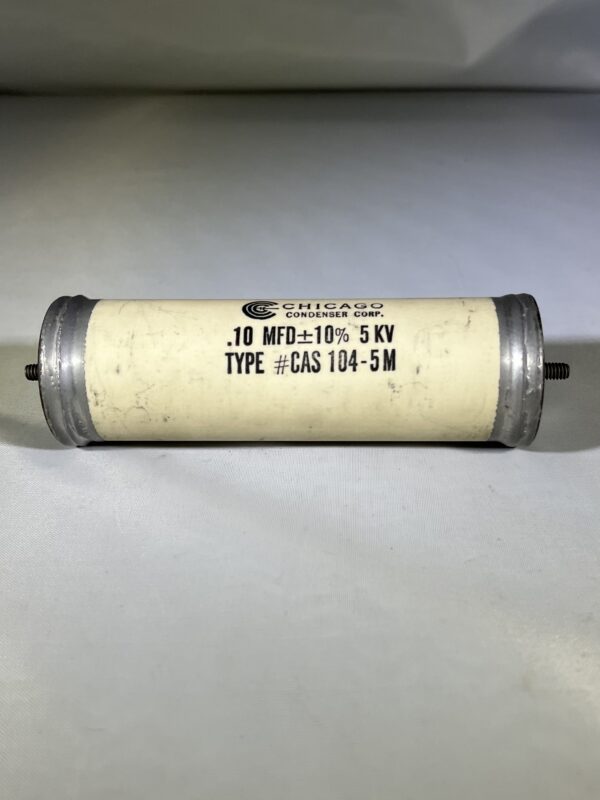 CHICAGO
CONDENSER CORP.
.10 MFD±10% 5 KV
TYPE #CAS 104-5M